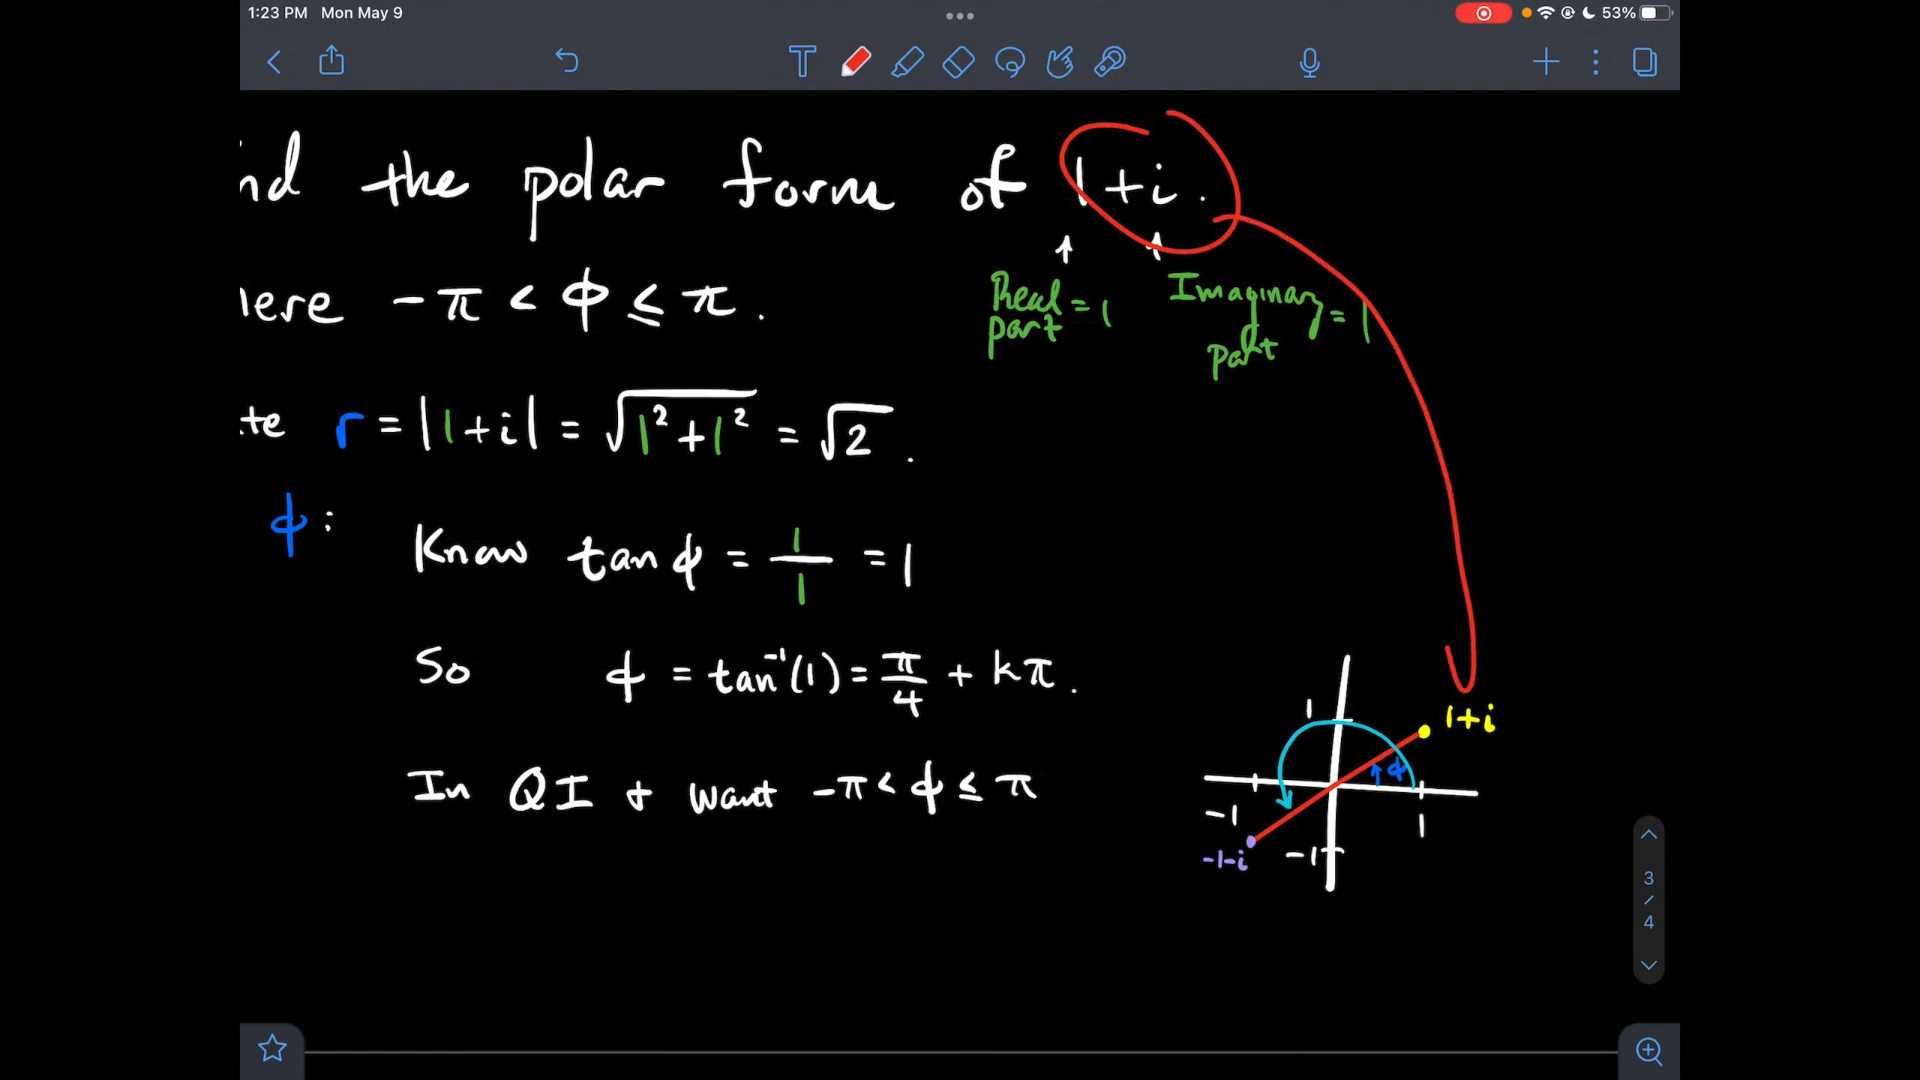 1:23 PM Mon May 9
53%
nd the polar form of 1+i.
Real part = 1
Imaginary part = 1
ere -π < ϕ ≤ π.
te r = |1+i| = √(1²+1²) = √2.
ϕ: Know tan ϕ = 1/1 = 1
So ϕ = tan⁻¹(1) = π/4 + kπ.
In QI + want -π < ϕ ≤ π
1
1+i
ϕ
-1
1
-1-i
-1
3
/
4